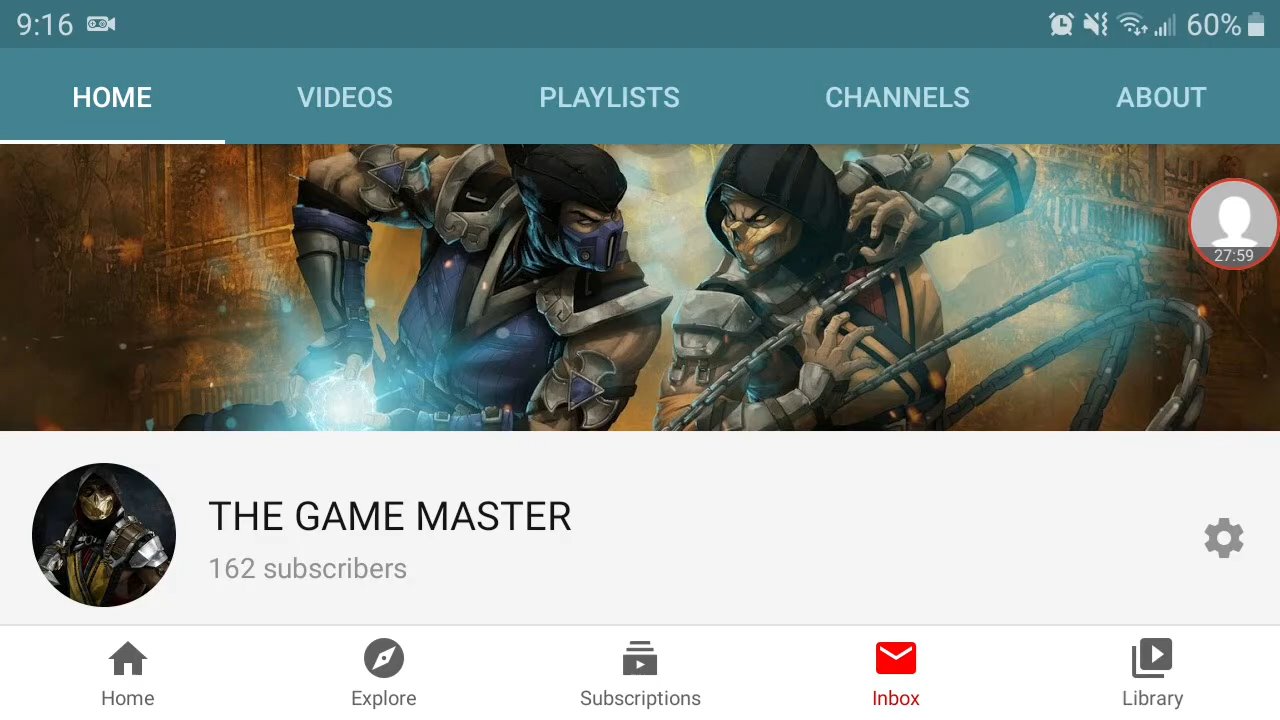 9:16 60%
HOME VIDEOS PLAYLISTS CHANNELS ABOUT
27:59
THE GAME MASTER
162 subscribers
Home Explore Subscriptions Inbox Library